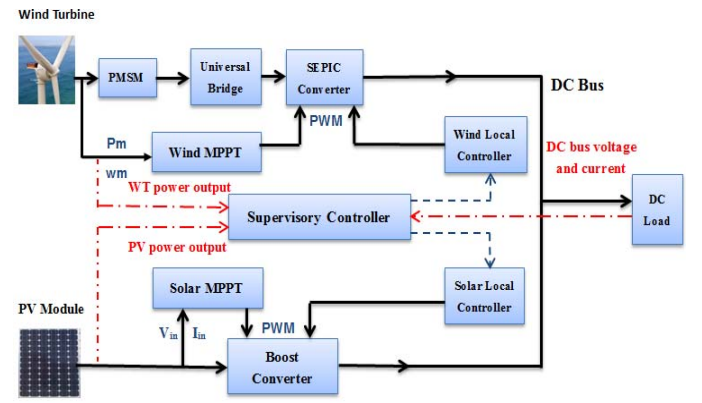 Wind Turbine
PMSM
Universal
Bridge
SEPIC
Converter
DC Bus
Pm
wm
Wind MPPT
PWM
Wind Local
Controller
DC bus voltage
and current
WT power output
Supervisory Controller
DC
Load
PV power output
Solar MPPT
Solar Local
Controller
PV Module
Vin Iin
PWM
Boost
Converter